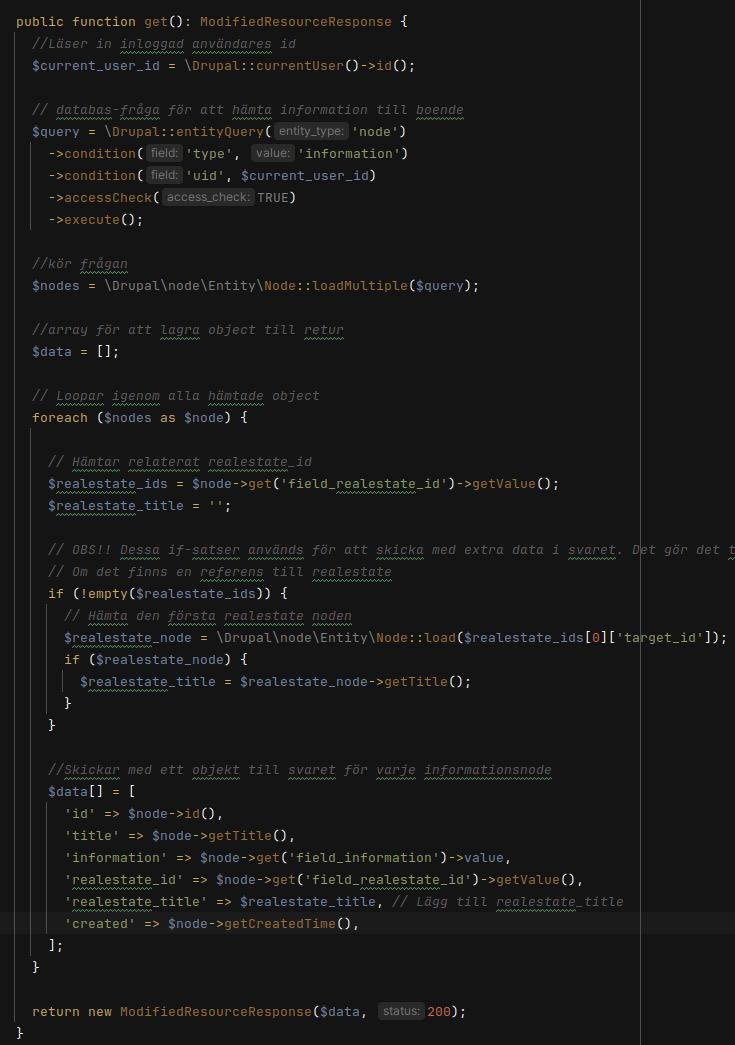 public function get(): ModifiedResourceResponse {
//Läser in inloggad användares id
$current_user_id = \Drupal::currentUser()->id();
// databas-fråga för att hämta information till boende
$query = \Drupal::entityQuery( entity_type: 'node')
->condition( field: 'type', value: 'information')
->condition( field: 'uid', $current_user_id)
->accessCheck( access_check: TRUE)
->execute();
//kör frågan
$nodes = \Drupal\node\Entity\Node::loadMultiple($query);
//array för att lagra object till retur
$data = [];
// Loopar igenom alla hämtade object
foreach ($nodes as $node) {
// Hämtar relaterat realestate_id
$realestate_ids = $node->get('field_realestate_id')->getValue();
$realestate_title = '';
// OBS!! Dessa if-satser används för att skicka med extra data i svaret. Det gör det t
// Om det finns en referens till realestate
if (!empty($realestate_ids)) {
// Hämta den första realestate noden
$realestate_node = \Drupal\node\Entity\Node::load($realestate_ids[0]['target_id']);
if ($realestate_node) {
$realestate_title = $realestate_node->getTitle();
}
}
//Skickar med ett objekt till svaret för varje informationsnode
$data[] = [
'id' => $node->id(),
'title' => $node->getTitle(),
'information' => $node->get('field_information')->value,
'realestate_id' => $node->get('field_realestate_id')->getValue(),
'realestate_title' => $realestate_title, // Lägg till realestate_title
'created' => $node->getCreatedTime(),
];
}
return new ModifiedResourceResponse($data, status: 200);
}